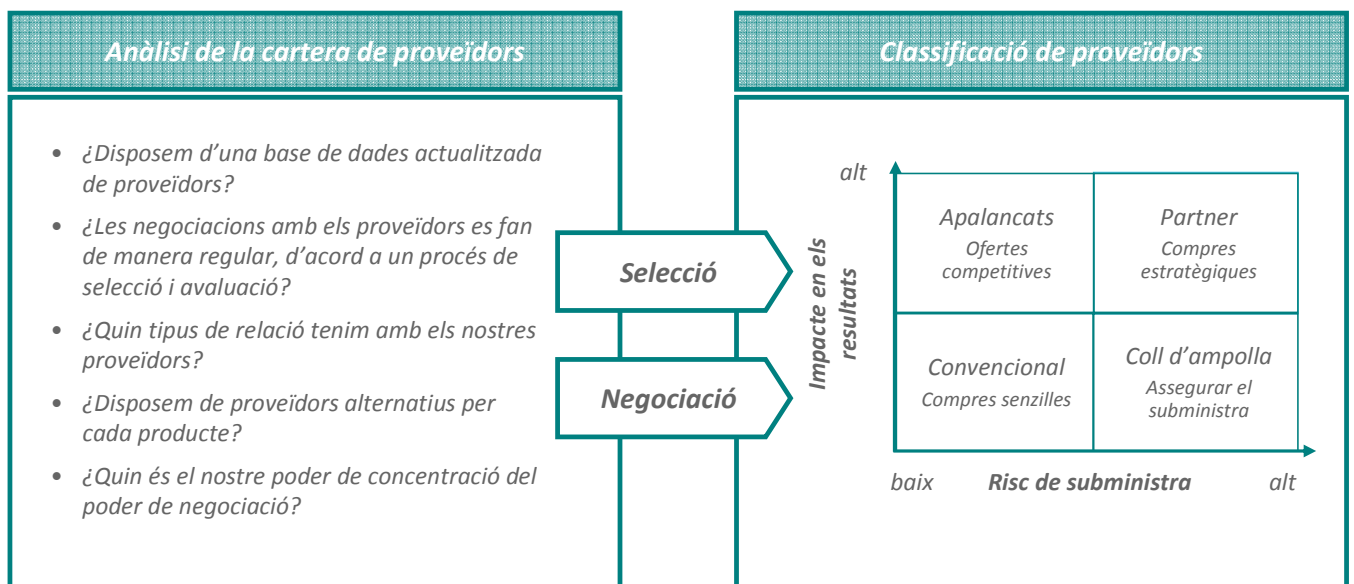 Anàlisi de la cartera de proveïdors
• ¿Disposem d'una base de dades actualitzada
de proveïdors?
• ¿Les negociacions amb els proveïdors es fan
de manera regular, d'acord a un procés de
selecció i avaluació?
• ¿Quin tipus de relació tenim amb els nostres
proveïdors?
• ¿Disposem de proveïdors alternatius per
cada producte?
• ¿Quin és el nostre poder de concentració del
poder de negociació?
Selecció
Negociació
Classificació de proveïdors
alt
Impacte en els
resultats
Apalancats
Ofertes
competitives
Partner
Compres
estratègiques
Convencional
Compres senzilles
Coll d'ampolla
Assegurar el
subministra
baix
Risc de subministra
alt